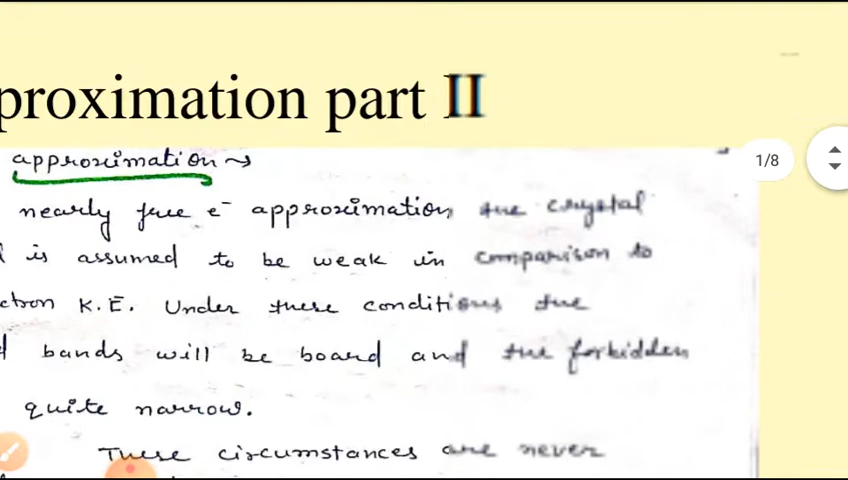 proximation part II
approximation →
1/8
nearly free e⁻ approximation, the crystal
is assumed to be weak in comparison to
ctron K.E. Under these conditions the
d bands will be board and the forbidden
quite narrow.
These circumstances are never